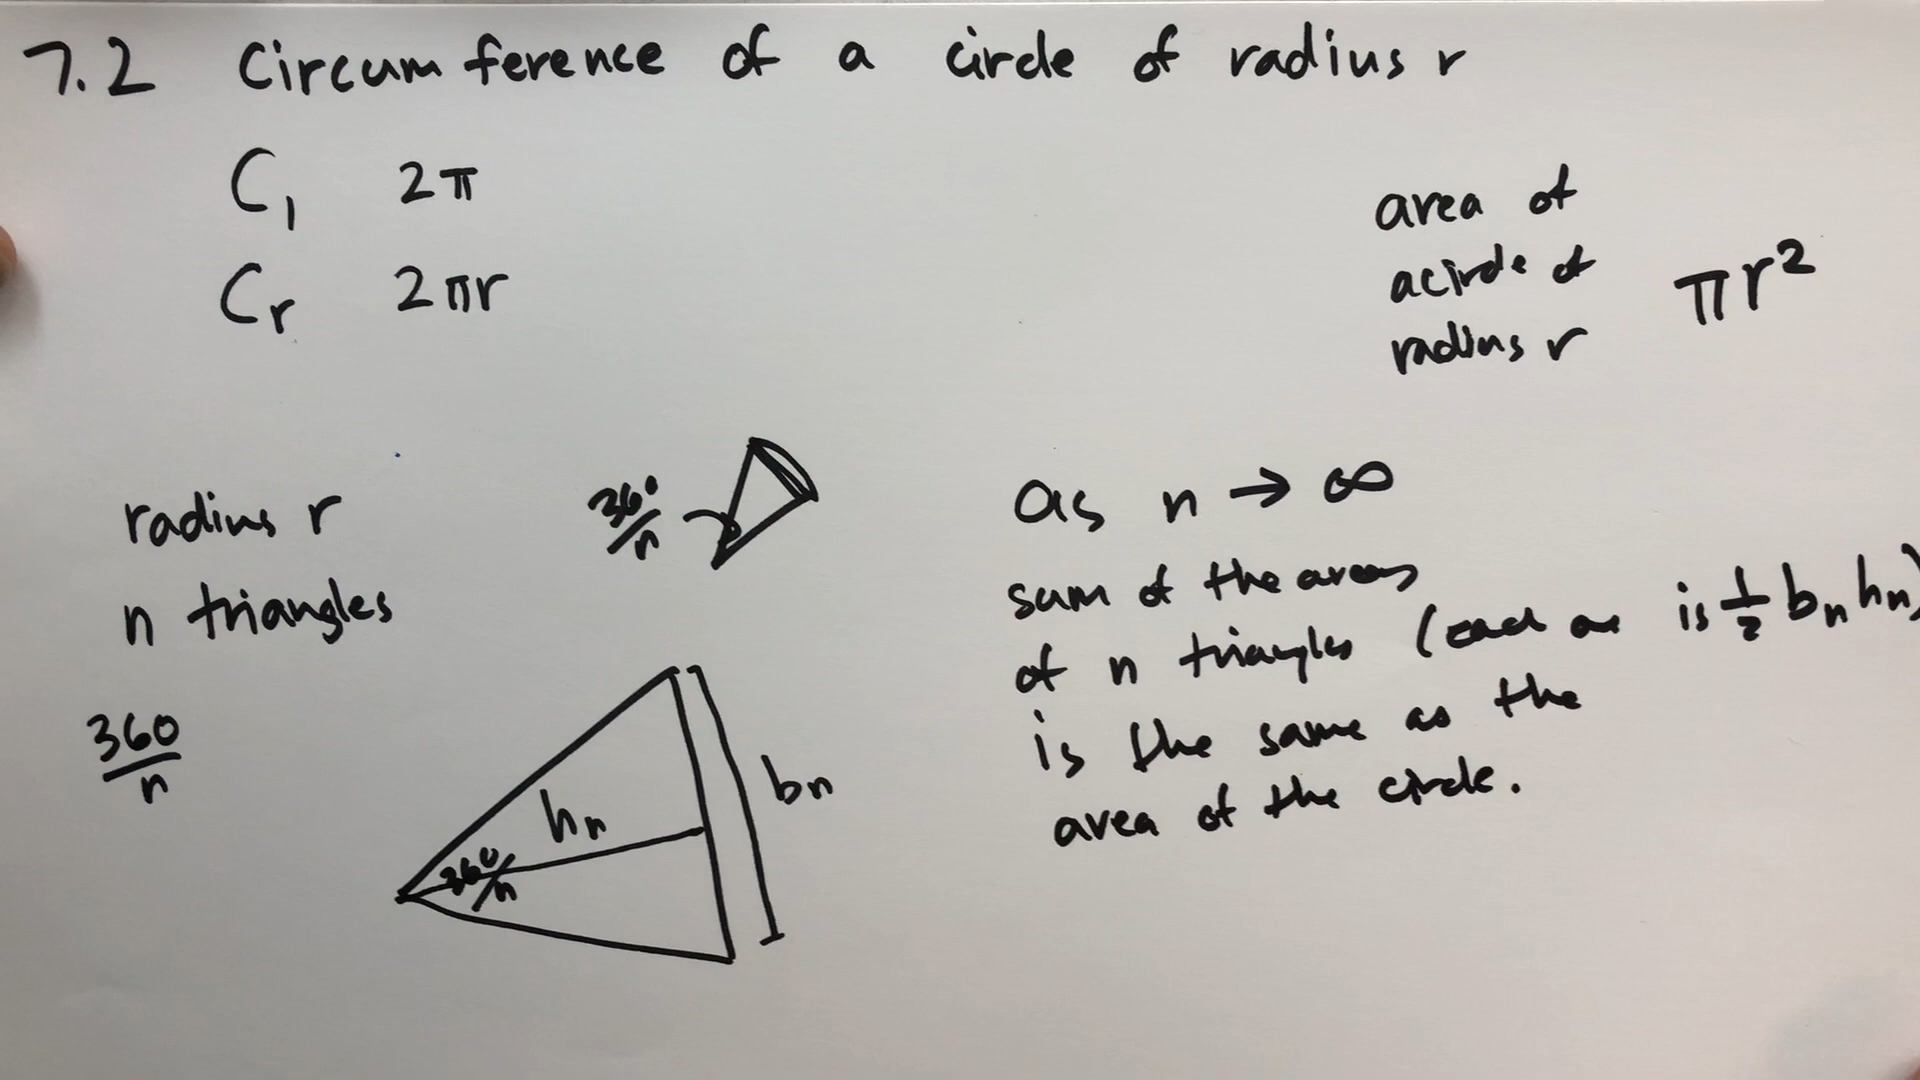 7.2 Circumference of a circle of radius r
C₁ 2π
Cᵣ 2πr
area of
a circle of
radius r πr²
radius r
n triangles
360/n
360/n
hₙ
360/n
bₙ
as n → ∞
sum of the areas
of n triangles (each one is 1/2 bₙ hₙ)
is the same as the
area of the circle.